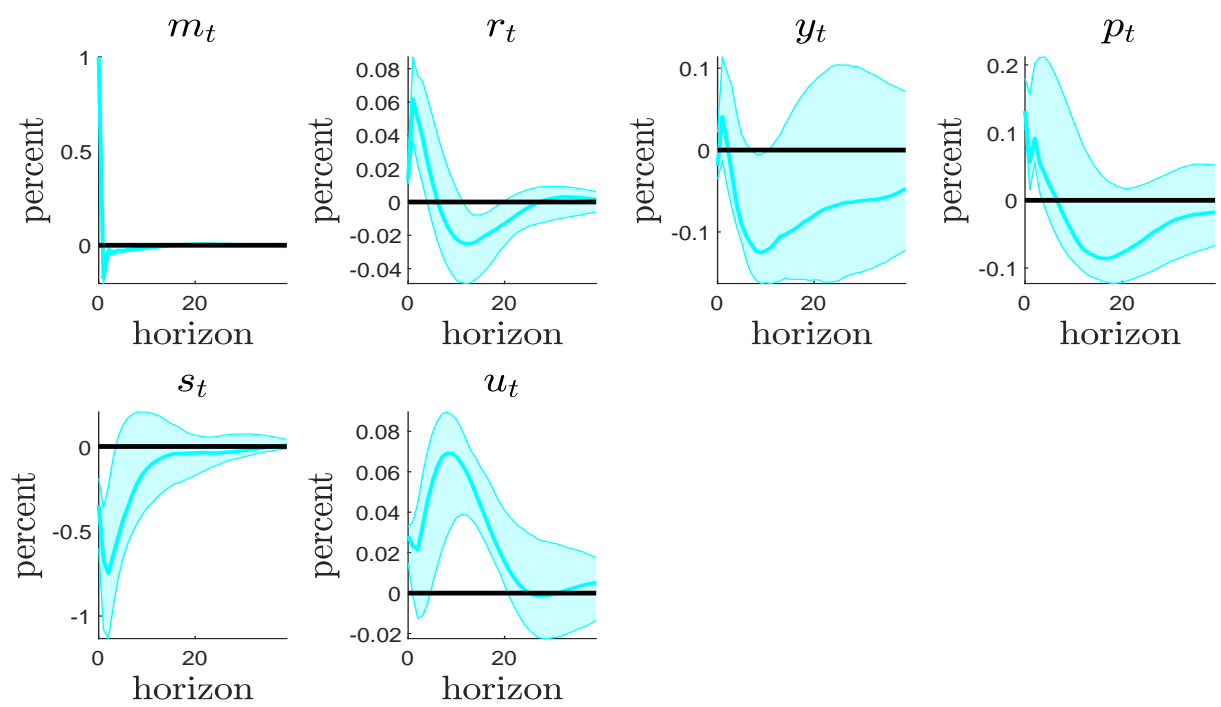 m_t
percent
1
0.5
0
0
20
horizon
r_t
percent
0.08
0.06
0.04
0.02
0
-0.02
-0.04
0
20
horizon
y_t
percent
0.1
0
-0.1
0
20
horizon
p_t
percent
0.2
0.1
0
-0.1
0
20
horizon
s_t
percent
0
-0.5
-1
0
20
horizon
u_t
percent
0.08
0.06
0.04
0.02
0
-0.02
0
20
horizon